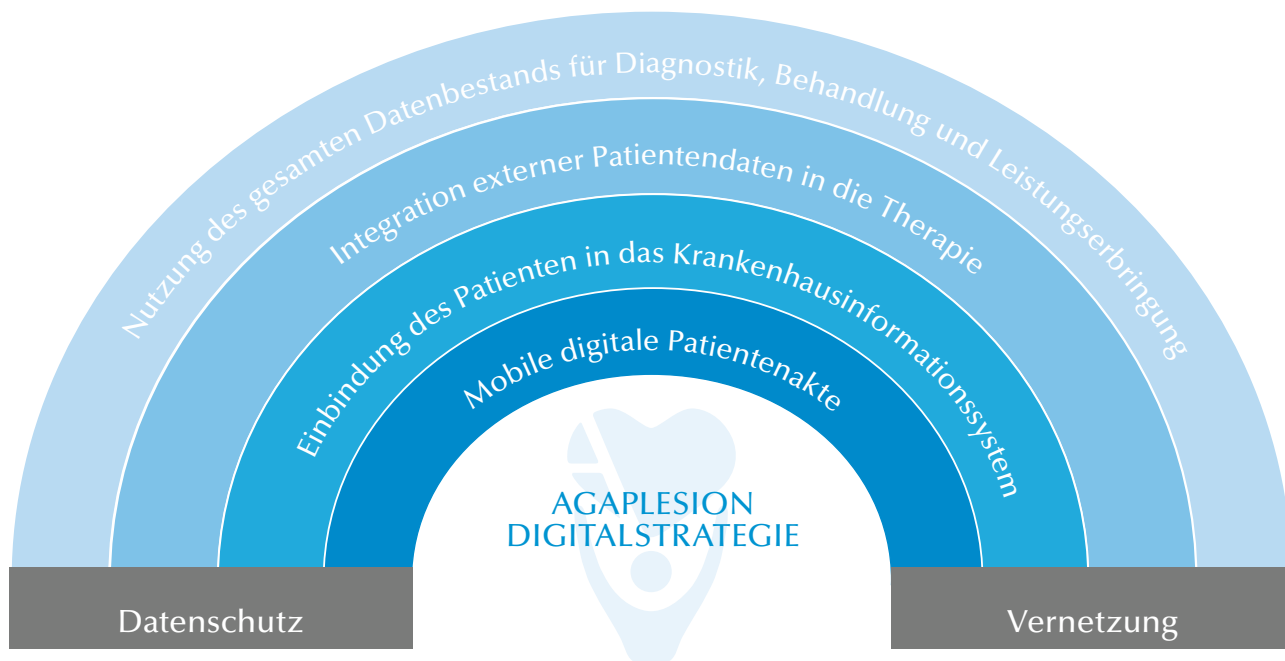 Nutzung des gesamten Datenbestands für Diagnostik, Behandlung und Leistungserbringung
Integration externer Patientendaten in die Therapie
Einbindung des Patienten in das Krankenhausinformationssystem
Mobile digitale Patientenakte
AGAPLESION
DIGITALSTRATEGIE
Datenschutz
Vernetzung